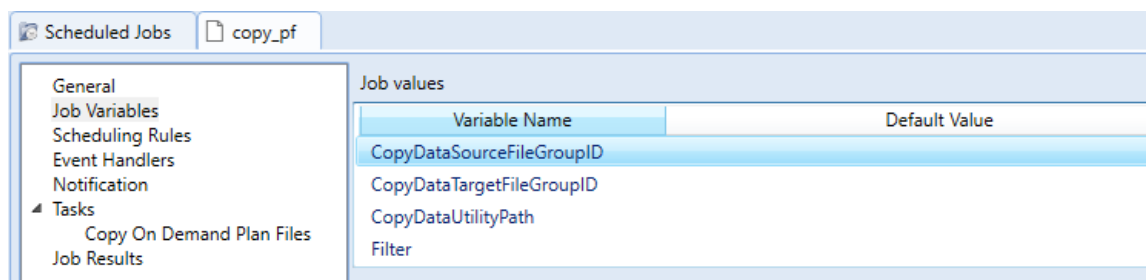 Scheduled Jobs copy_pf
General
Job Variables
Scheduling Rules
Event Handlers
Notification
Tasks
Copy On Demand Plan Files
Job Results
Job values
Variable Name Default Value
CopyDataSourceFileGroupID
CopyDataTargetFileGroupID
CopyDataUtilityPath
Filter